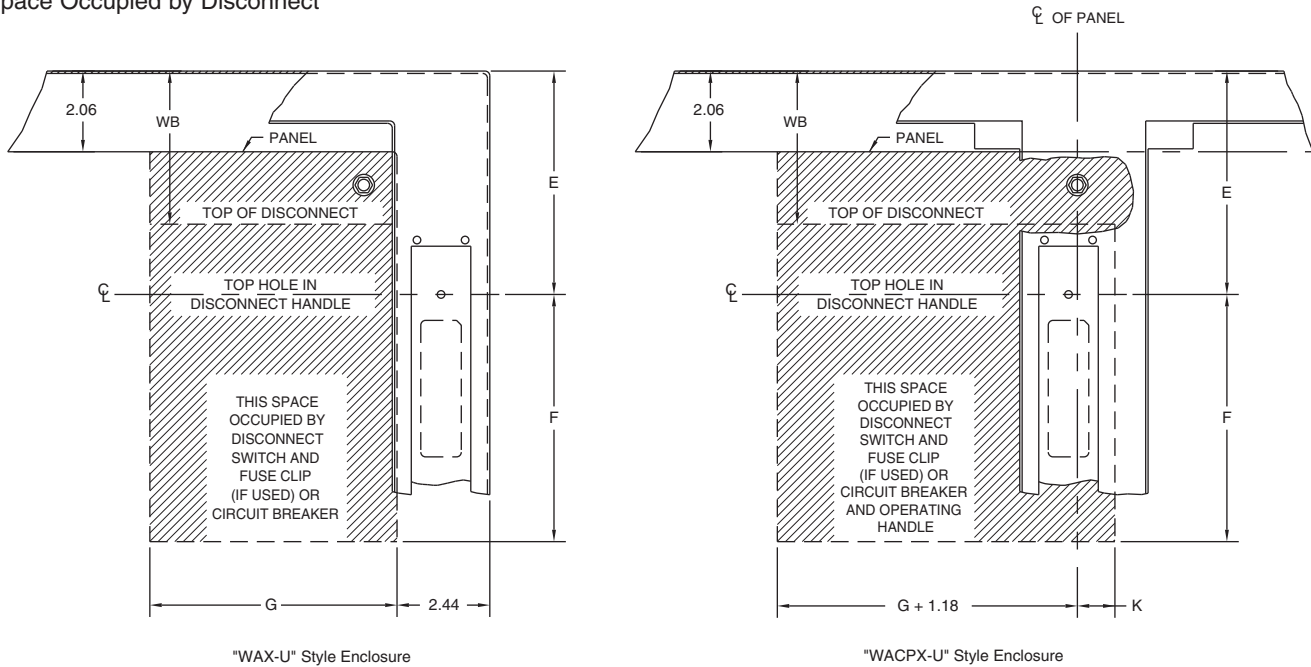 pace Occupied by Disconnect
℄ OF PANEL
2.06
WB
PANEL
E
TOP OF DISCONNECT
℄
TOP HOLE IN
DISCONNECT HANDLE
THIS SPACE
OCCUPIED BY
DISCONNECT
SWITCH AND
FUSE CLIP
(IF USED) OR
CIRCUIT BREAKER
F
G
2.44
"WAX-U" Style Enclosure
2.06
WB
PANEL
E
TOP OF DISCONNECT
℄
TOP HOLE IN
DISCONNECT HANDLE
THIS SPACE
OCCUPIED BY
DISCONNECT
SWITCH AND
FUSE CLIP
(IF USED) OR
CIRCUIT BREAKER
AND OPERATING
HANDLE
F
G + 1.18
K
"WACPX-U" Style Enclosure